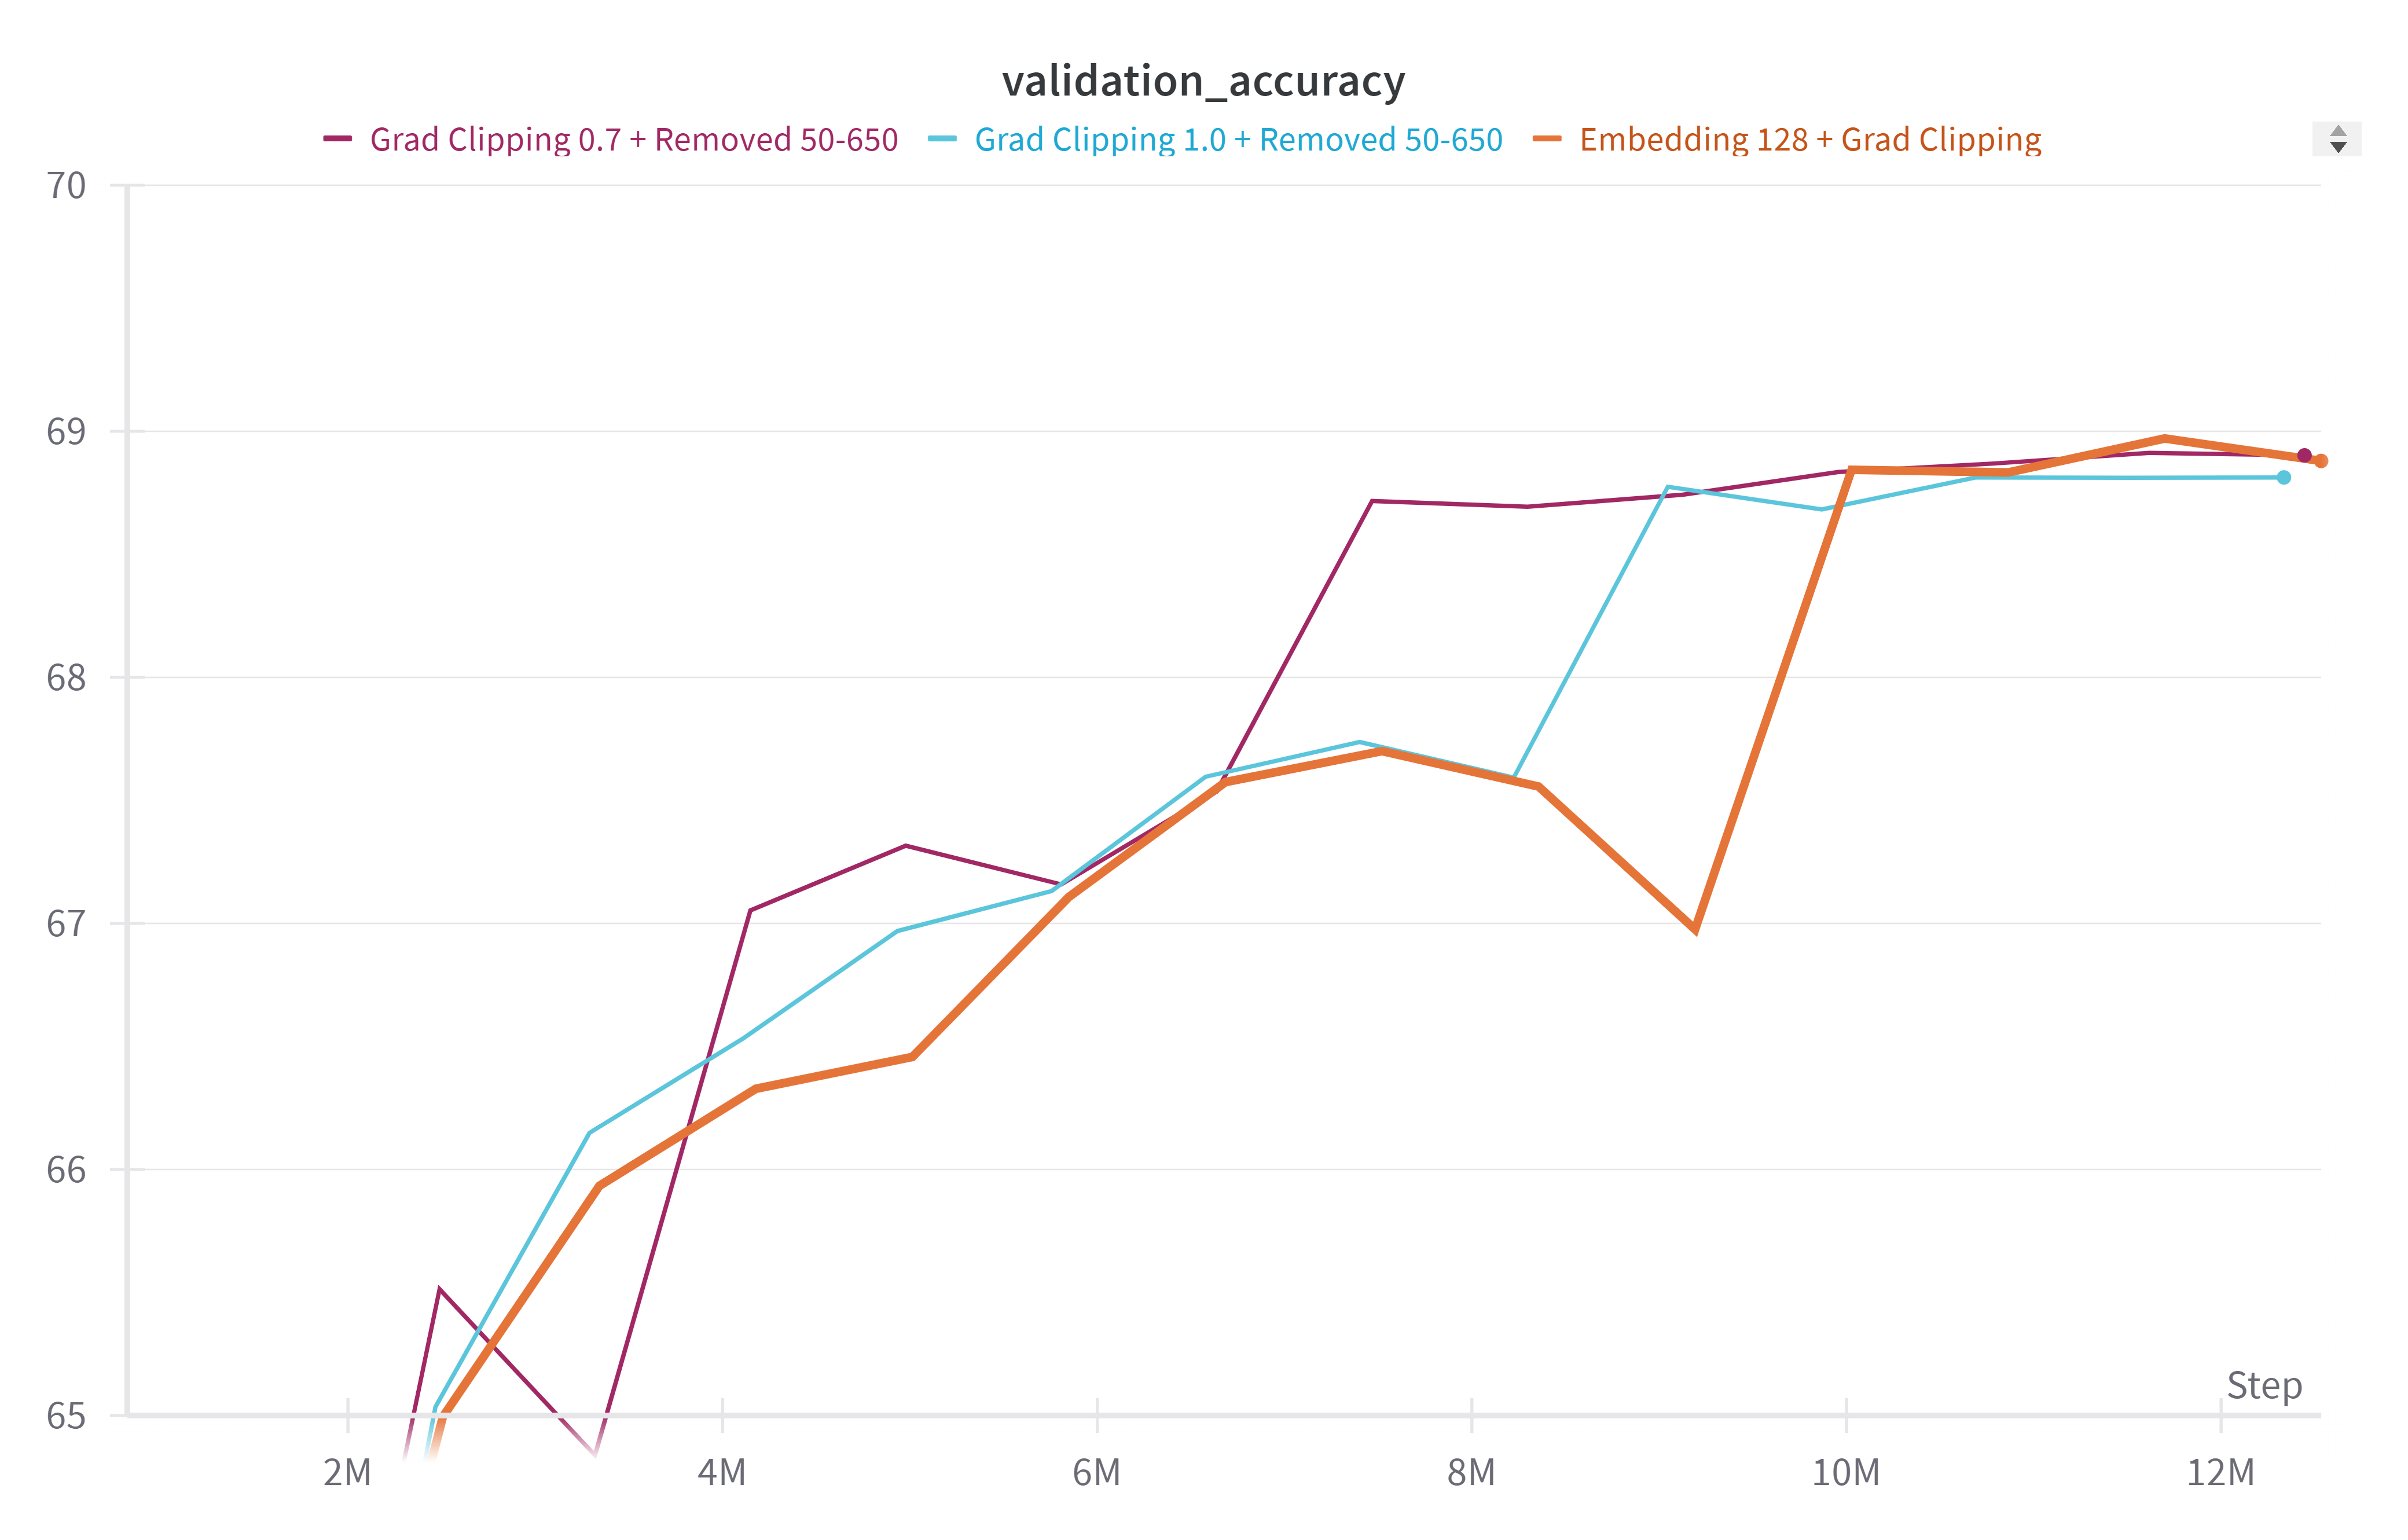 validation_accuracy
Grad Clipping 0.7 + Removed 50-650 Grad Clipping 1.0 + Removed 50-650 Embedding 128 + Grad Clipping
70
69
68
67
66
65
Step
2M 4M 6M 8M 10M 12M